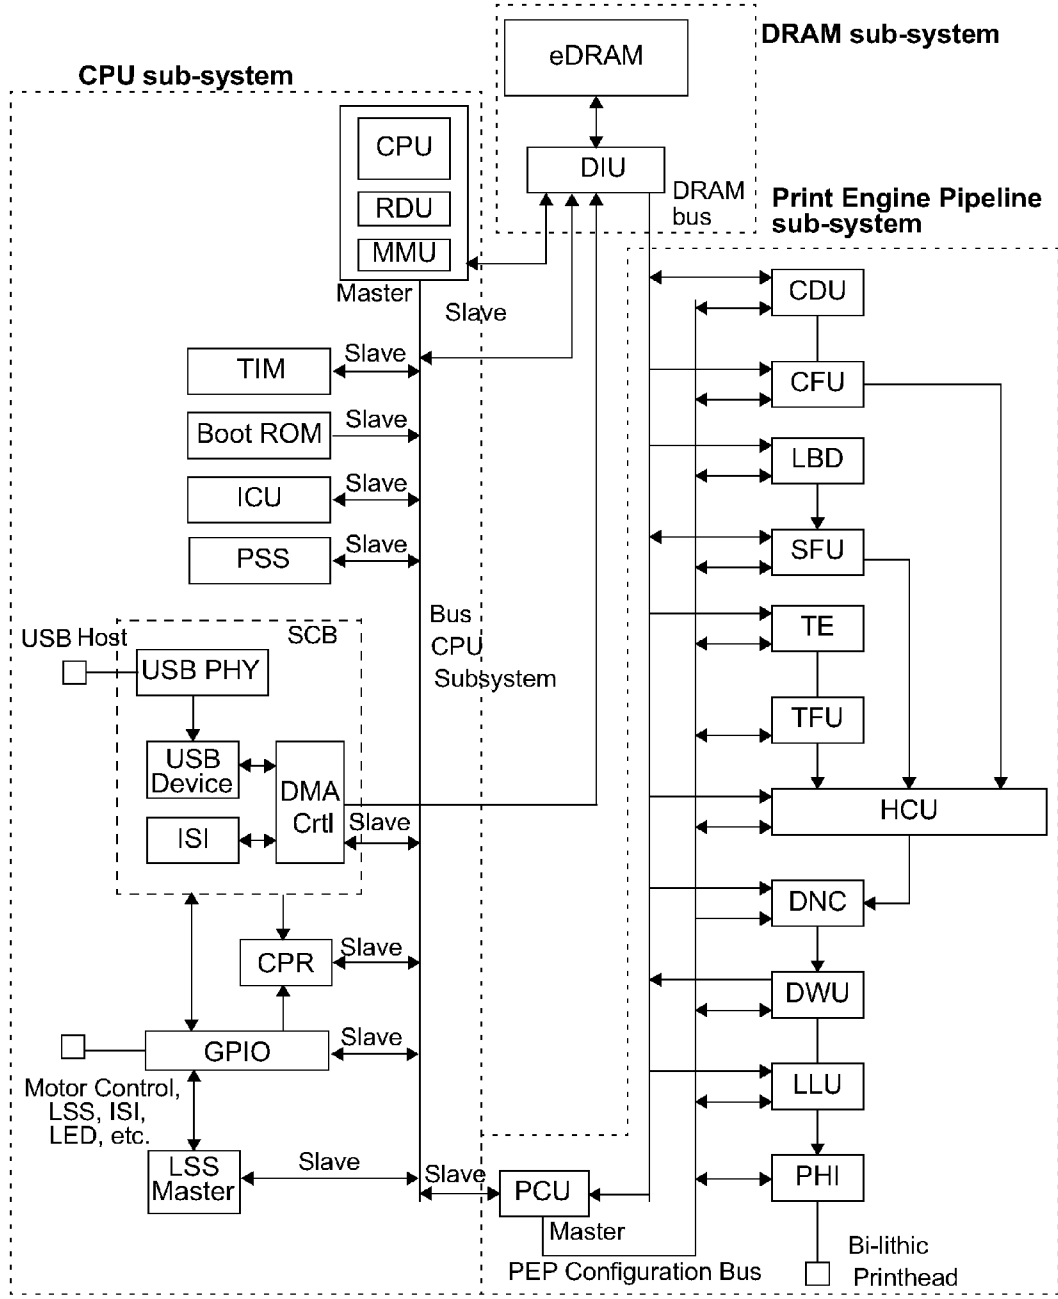 DRAM sub-system
eDRAM
CPU sub-system
CPU
DIU
RDU
DRAM
bus
Print Engine Pipeline
sub-system
MMU
Master
Slave
CDU
TIM
Slave
CFU
Boot ROM
Slave
LBD
ICU
Slave
PSS
Slave
SFU
Bus
CPU
Subsystem
TE
USB Host
SCB
USB PHY
TFU
USB
Device
DMA
Crtl
Slave
HCU
ISI
DNC
CPR
Slave
DWU
GPIO
Slave
Motor Control,
LSS, ISI,
LED, etc.
LLU
LSS
Master
Slave
Slave
PCU
PHI
Master
PEP Configuration Bus
Bi-lithic
Printhead